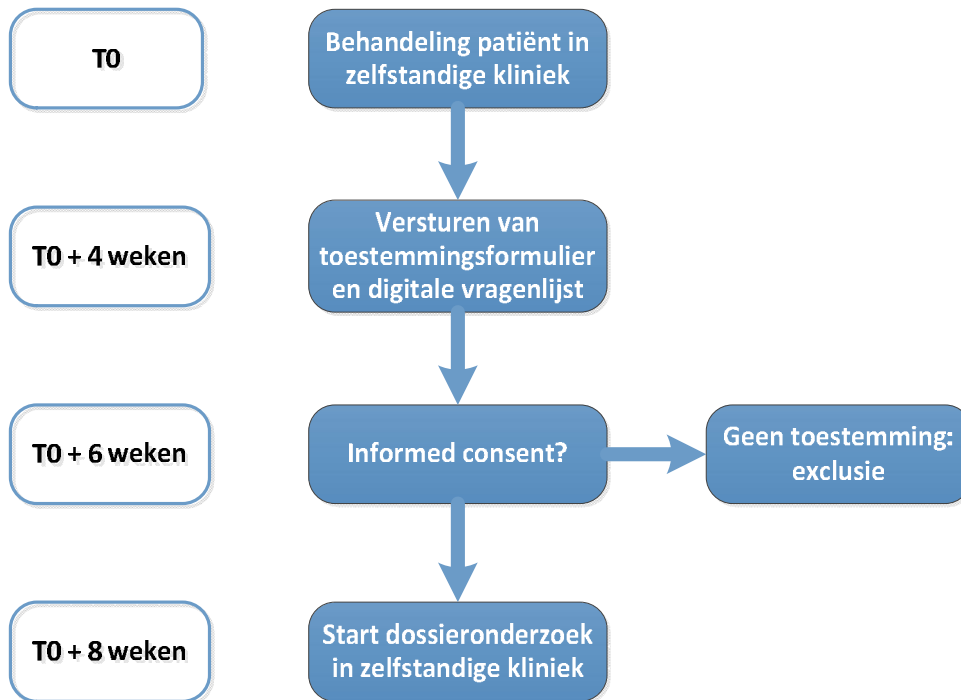 T0
Behandeling patiënt in
zelfstandige kliniek
T0 + 4 weken
Versturen van
toestemmingsformulier
en digitale vragenlijst
T0 + 6 weken
Informed consent?
Geen toestemming:
exclusie
T0 + 8 weken
Start dossieronderzoek
in zelfstandige kliniek